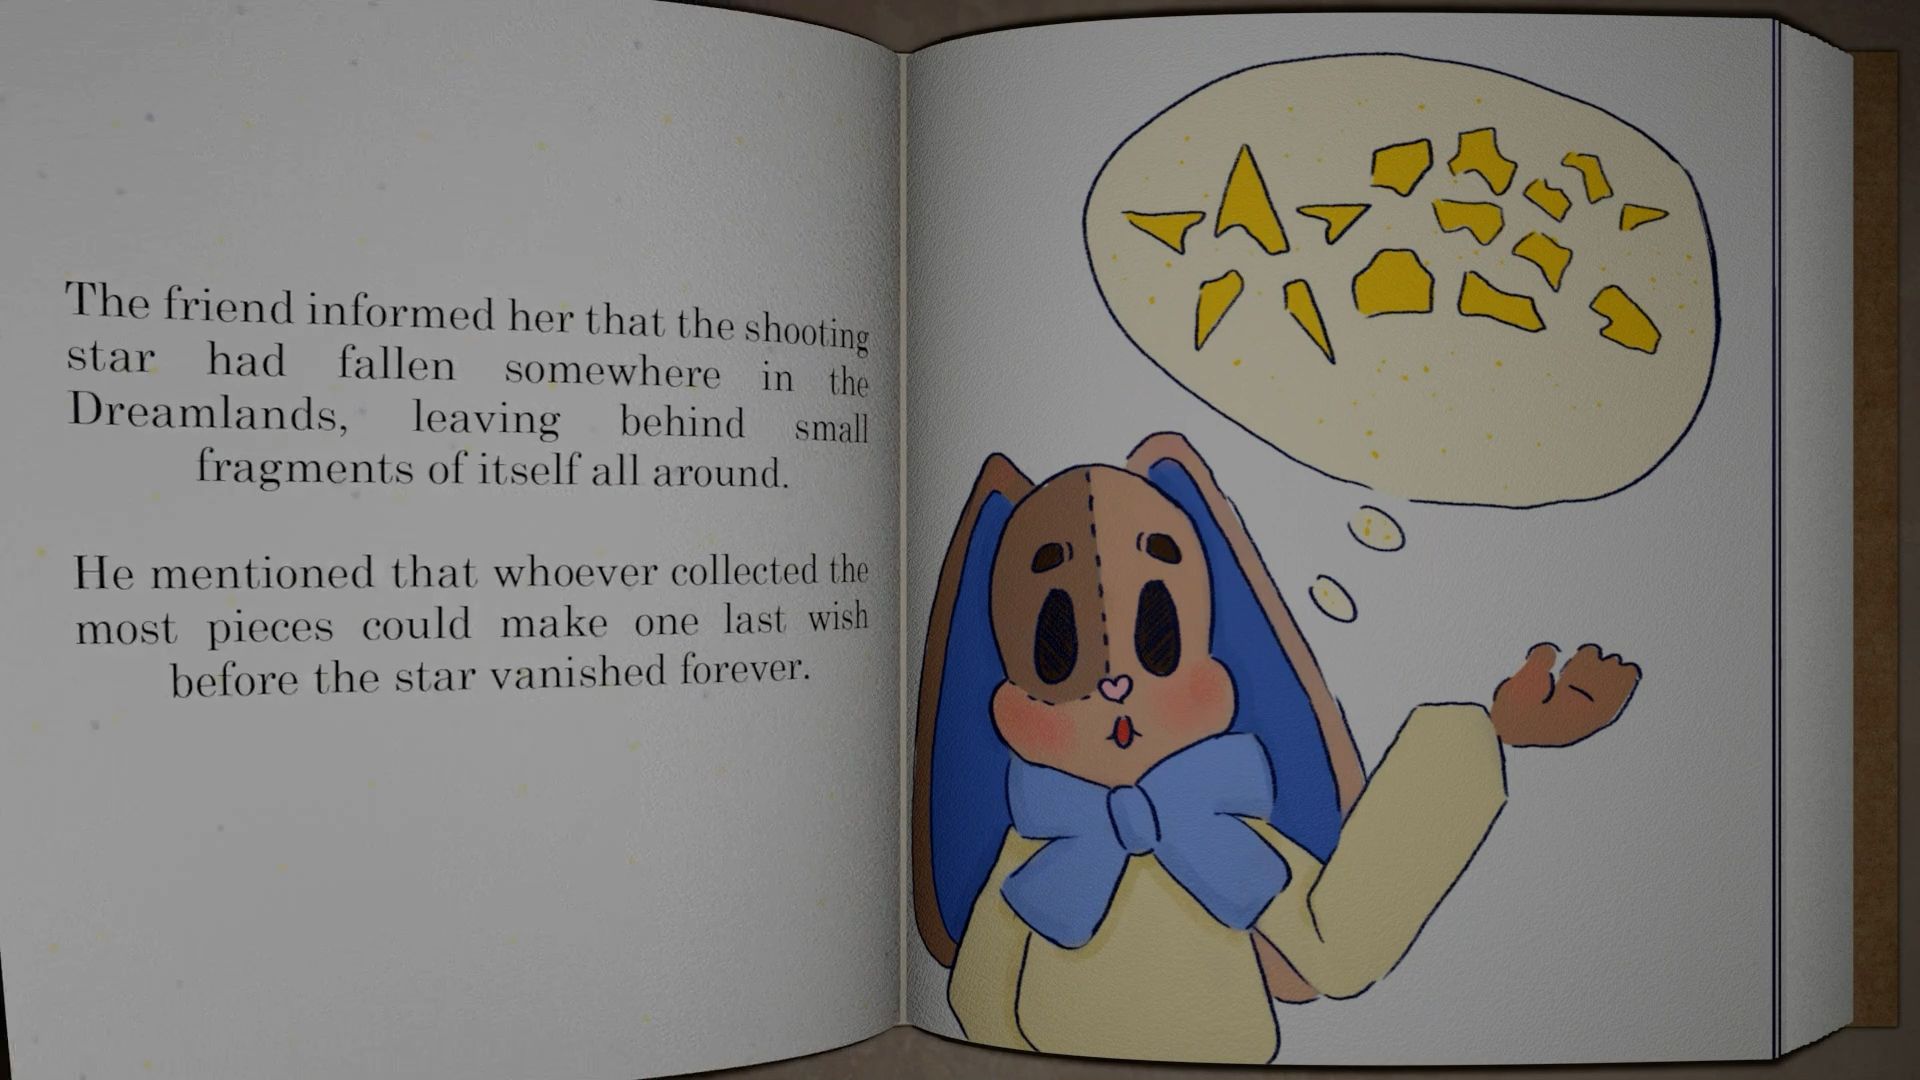 The friend informed her that the shooting
star had fallen somewhere in the
Dreamlands, leaving behind small
fragments of itself all around.
He mentioned that whoever collected the
most pieces could make one last wish
before the star vanished forever.